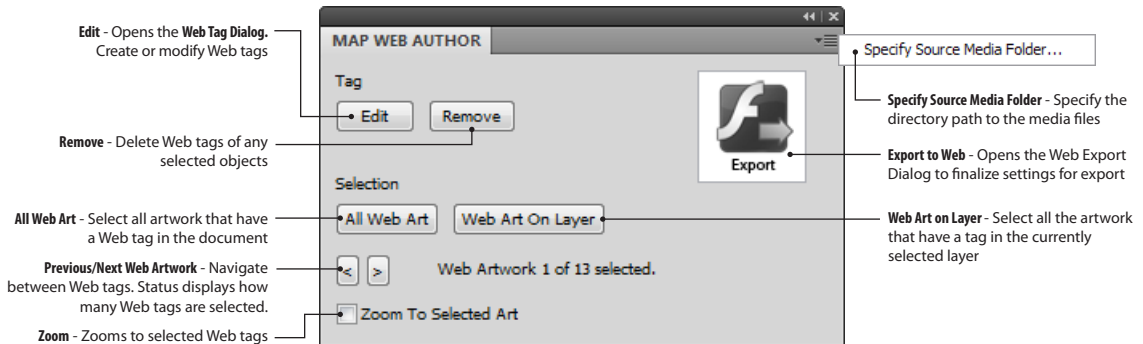 Edit - Opens the Web Tag Dialog.
Create or modify Web tags
Remove - Delete Web tags of any
selected objects
All Web Art - Select all artwork that have
a Web tag in the document
Previous/Next Web Artwork - Navigate
between Web tags. Status displays how
many Web tags are selected.
Zoom - Zooms to selected Web tags
MAP WEB AUTHOR
Tag
Edit
Remove
Export
Selection
All Web Art
Web Art On Layer
<
>
Web Artwork 1 of 13 selected.
Zoom To Selected Art
Specify Source Media Folder...
Specify Source Media Folder - Specify the
directory path to the media files
Export to Web - Opens the Web Export
Dialog to finalize settings for export
Web Art on Layer - Select all the artwork
that have a tag in the currently
selected layer